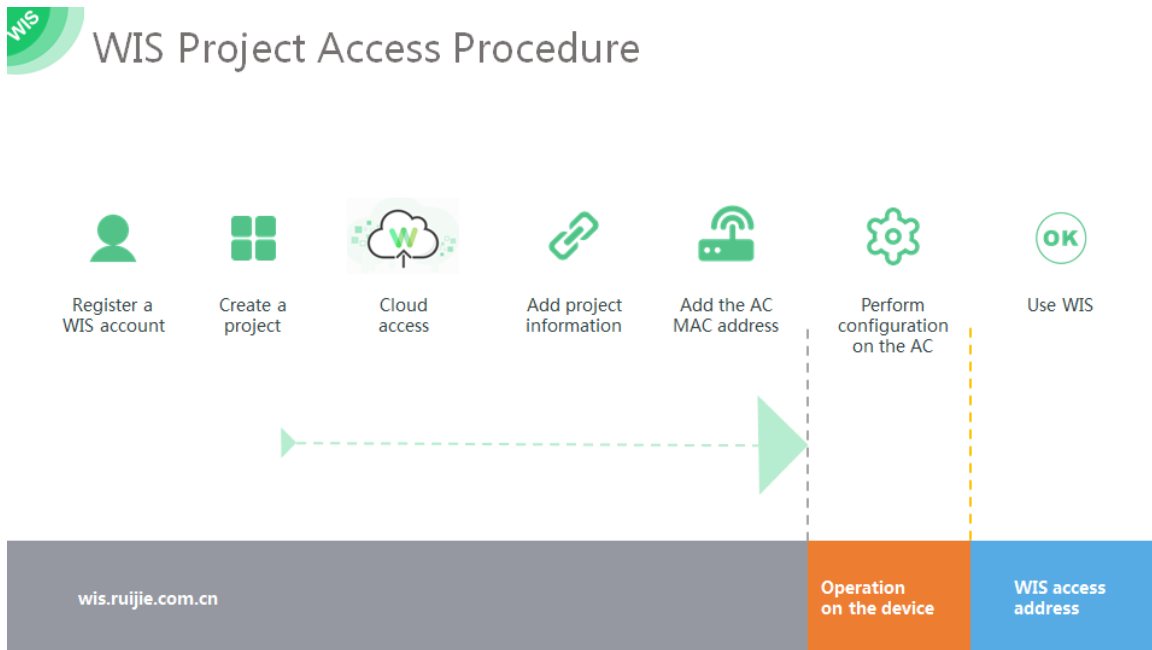 WIS
WIS Project Access Procedure
W
OK
Register a
WIS account
Create a
project
Cloud
access
Add project
information
Add the AC
MAC address
Perform
configuration
on the AC
Use WIS
wis.ruijie.com.cn
Operation
on the device
WIS access
address